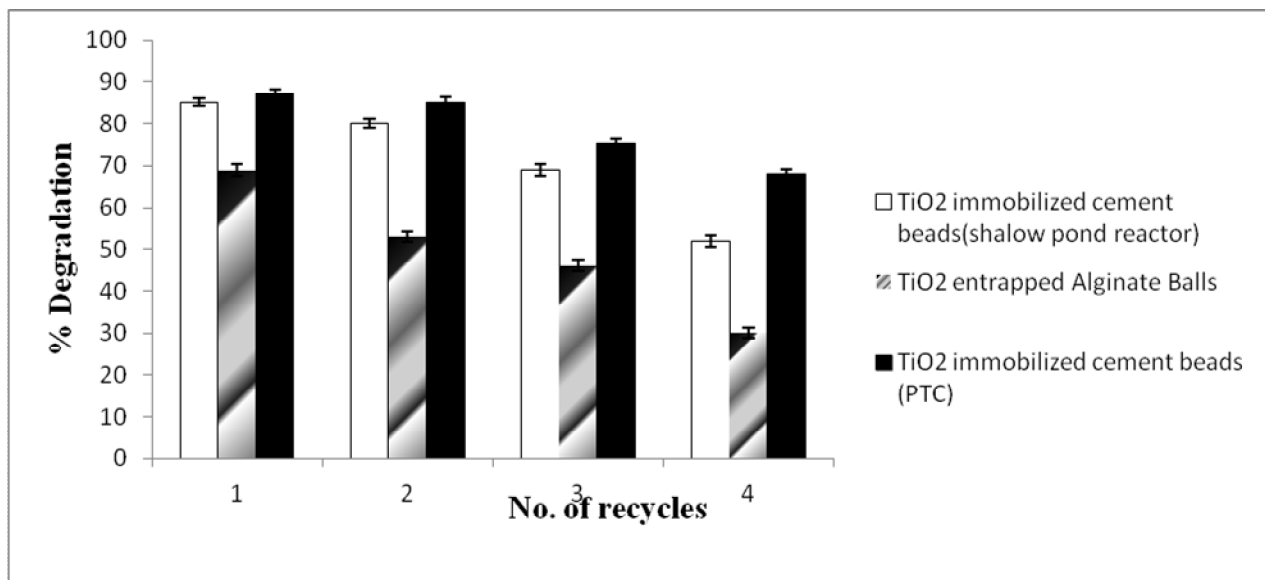 100
90
80
70
60
50
40
30
20
10
0
% Degradation
1
2
3
4
No. of recycles
TiO2 immobilized cement
beads(shalow pond reactor)
TiO2 entrapped Alginate Balls
TiO2 immobilized cement beads
(PTC)